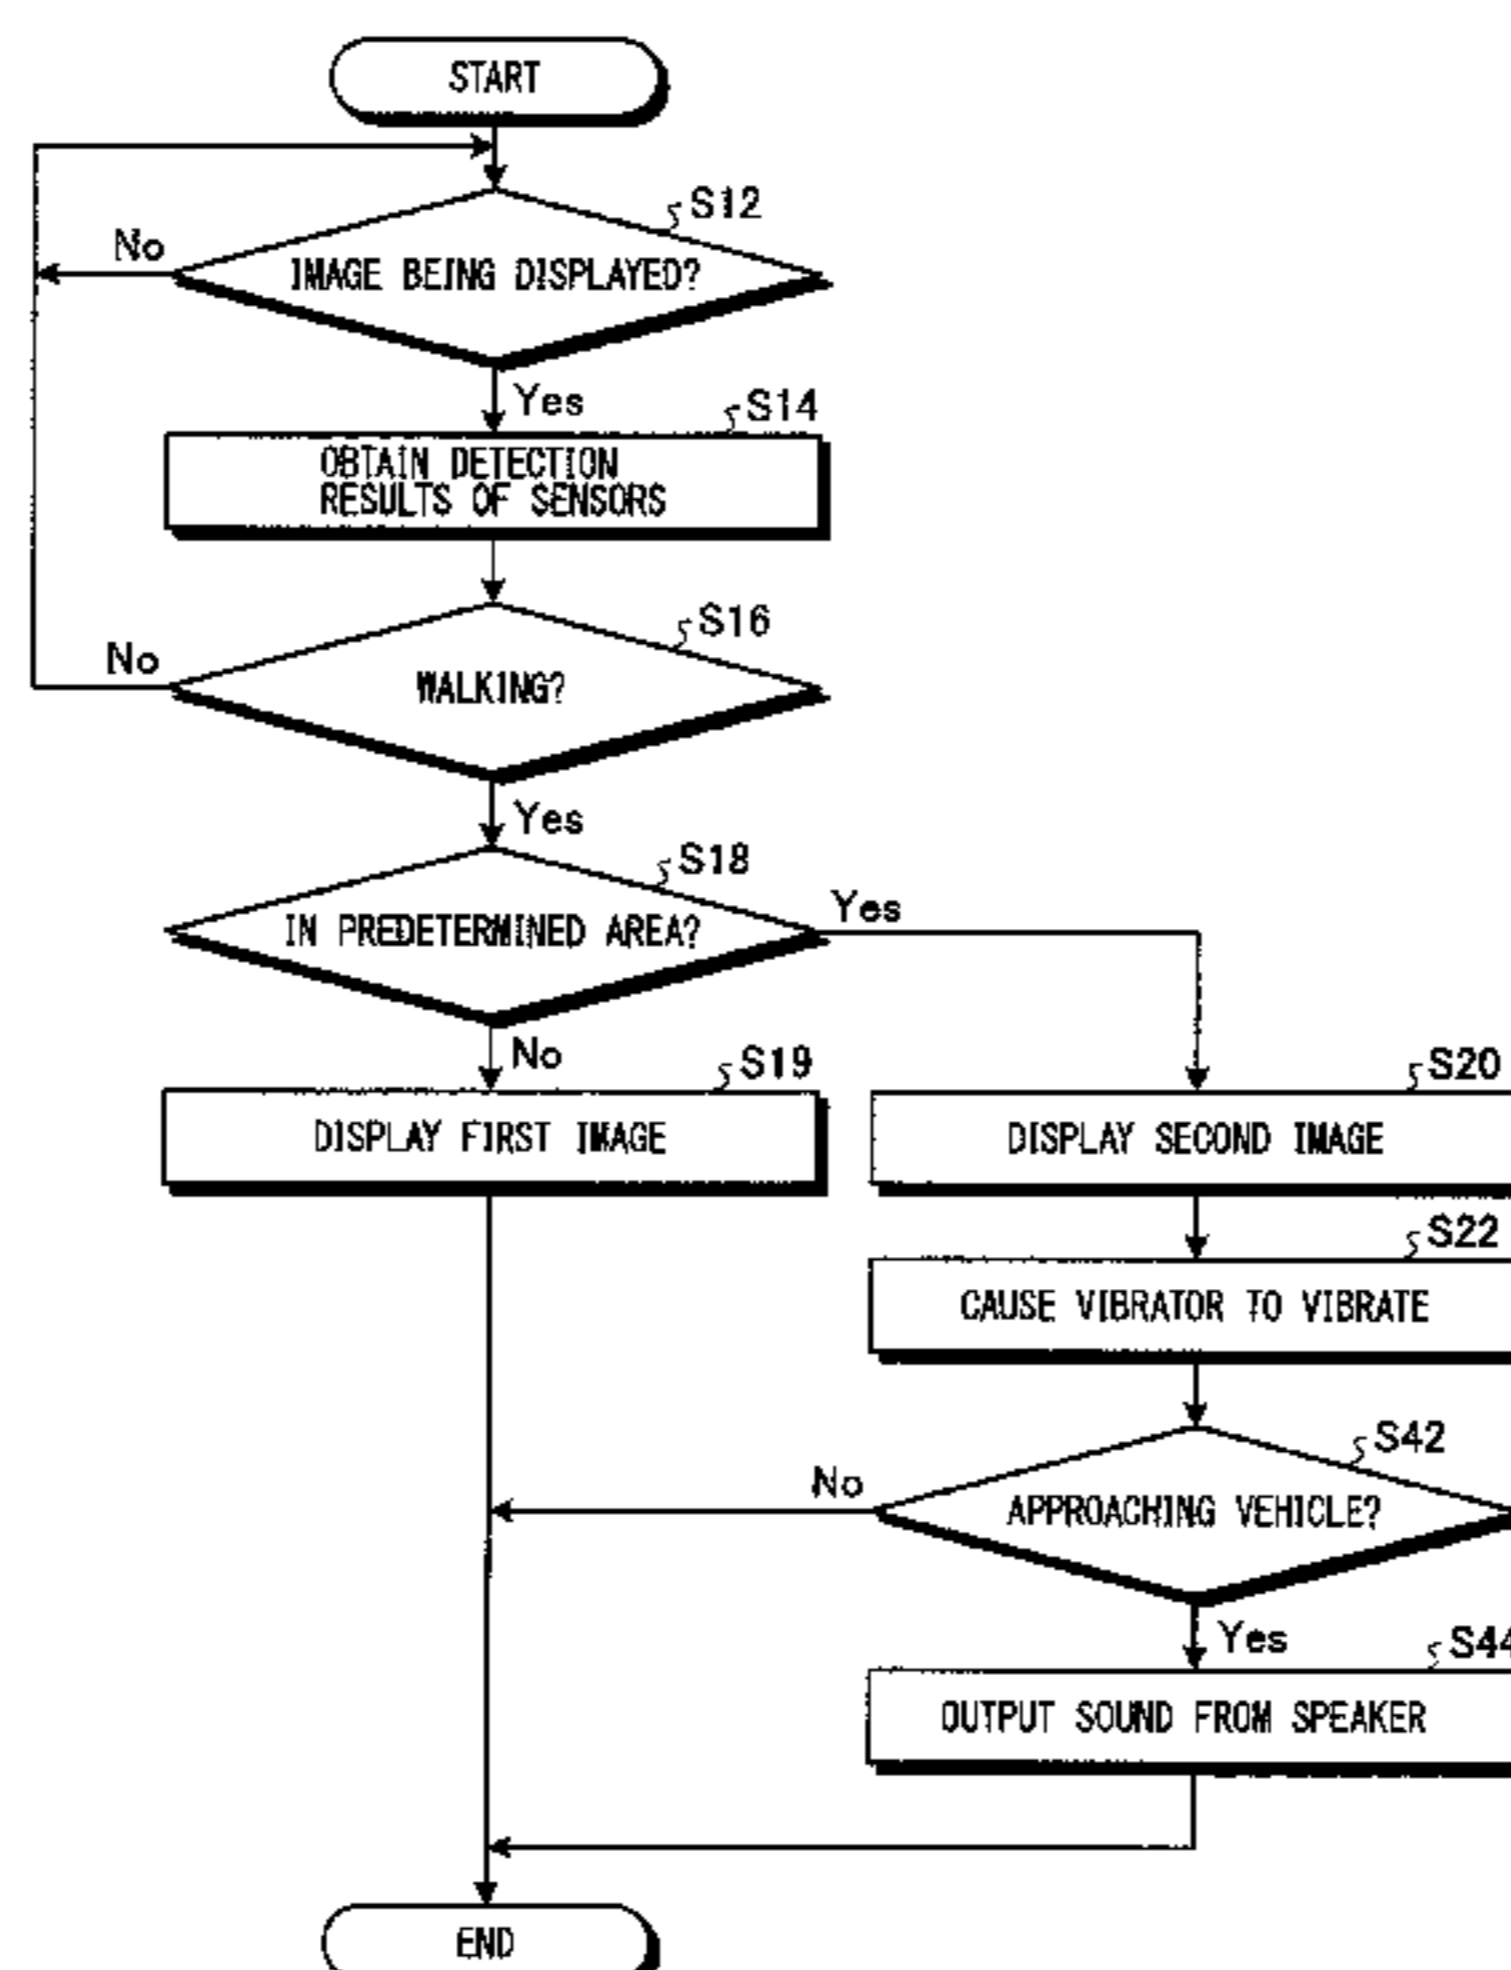 START
S12
No
IMAGE BEING DISPLAYED?
Yes
S14
OBTAIN DETECTION
RESULTS OF SENSORS
S16
No
WALKING?
Yes
S18
Yes
IN PREDETERMINED AREA?
No
S19
S20
DISPLAY FIRST IMAGE
DISPLAY SECOND IMAGE
S22
CAUSE VIBRATOR TO VIBRATE
S42
No
APPROACHING VEHICLE?
Yes
S44
OUTPUT SOUND FROM SPEAKER
END